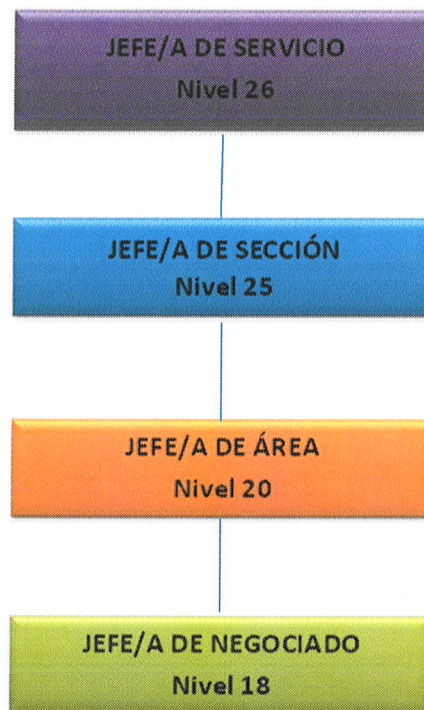 JEFE/A DE SERVICIO
Nivel 26
JEFE/A DE SECCIÓN
Nivel 25
JEFE/A DE ÁREA
Nivel 20
JEFE/A DE NEGOCIADO
Nivel 18